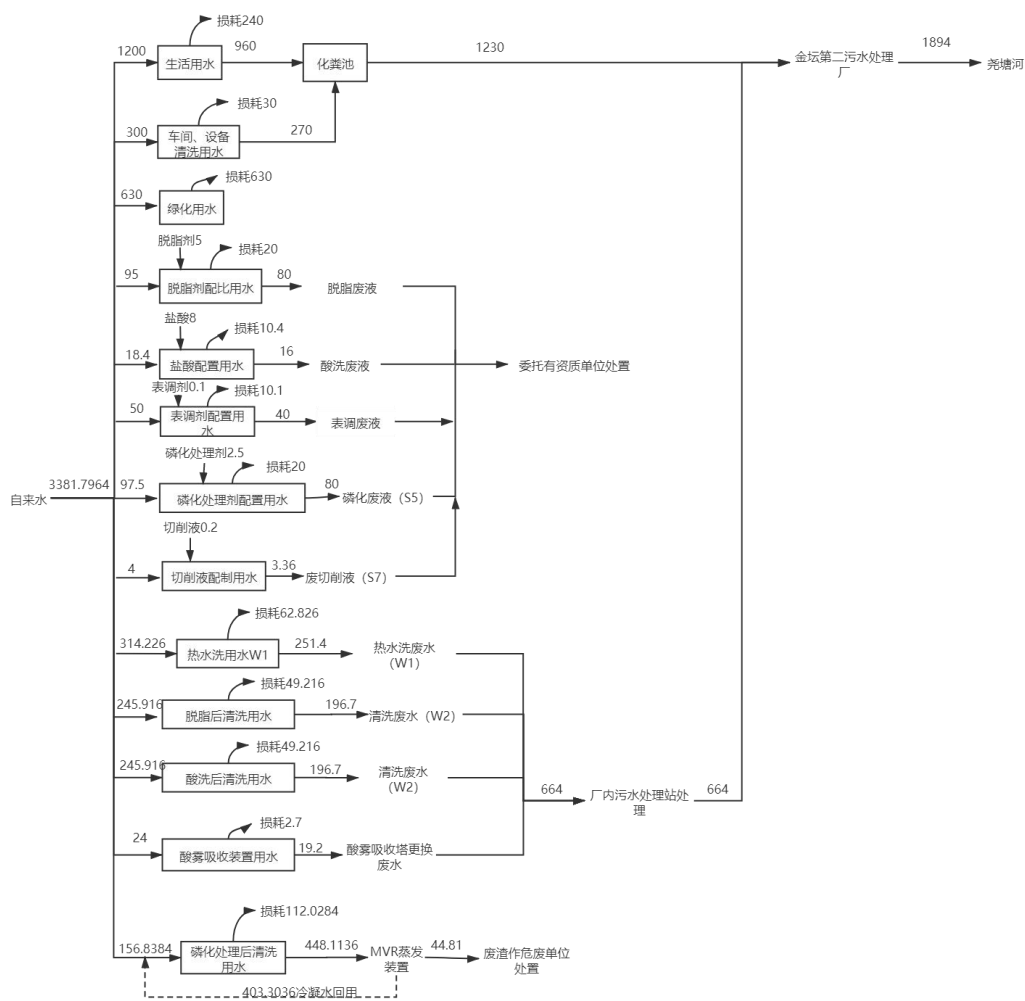 损耗240
1200
生活用水
960
化粪池
1230
金坛第二污水处理
厂
1894
尧塘河
损耗30
300
车间、设备
清洗用水
270
损耗630
630
绿化用水
脱脂剂5
损耗20
95
脱脂剂配比用水
80
脱脂废液
盐酸8
损耗10.4
18.4
盐酸配置用水
16
酸洗废液
委托有资质单位处置
表调剂0.1
损耗10.1
50
表调剂配置用
水
40
表调废液
磷化处理剂2.5
损耗20
自来水
3381.7964
97.5
磷化处理剂配置用水
80
磷化废液（S5）
切削液0.2
4
切削液配制用水
3.36
废切削液（S7）
损耗62.826
314.226
热水洗用水W1
251.4
热水洗废水
（W1）
损耗49.216
245.916
脱脂后清洗用水
196.7
清洗废水（W2）
损耗49.216
245.916
酸洗后清洗用水
196.7
清洗废水
（W2）
664
厂内污水处理站处
理
664
损耗2.7
24
酸雾吸收装置用水
19.2
酸雾吸收塔更换
废水
损耗112.0284
156.8384
磷化处理后清洗
用水
448.1136
MVR蒸发
装置
44.81
废渣作危废单位
处置
403.3036冷凝水回用